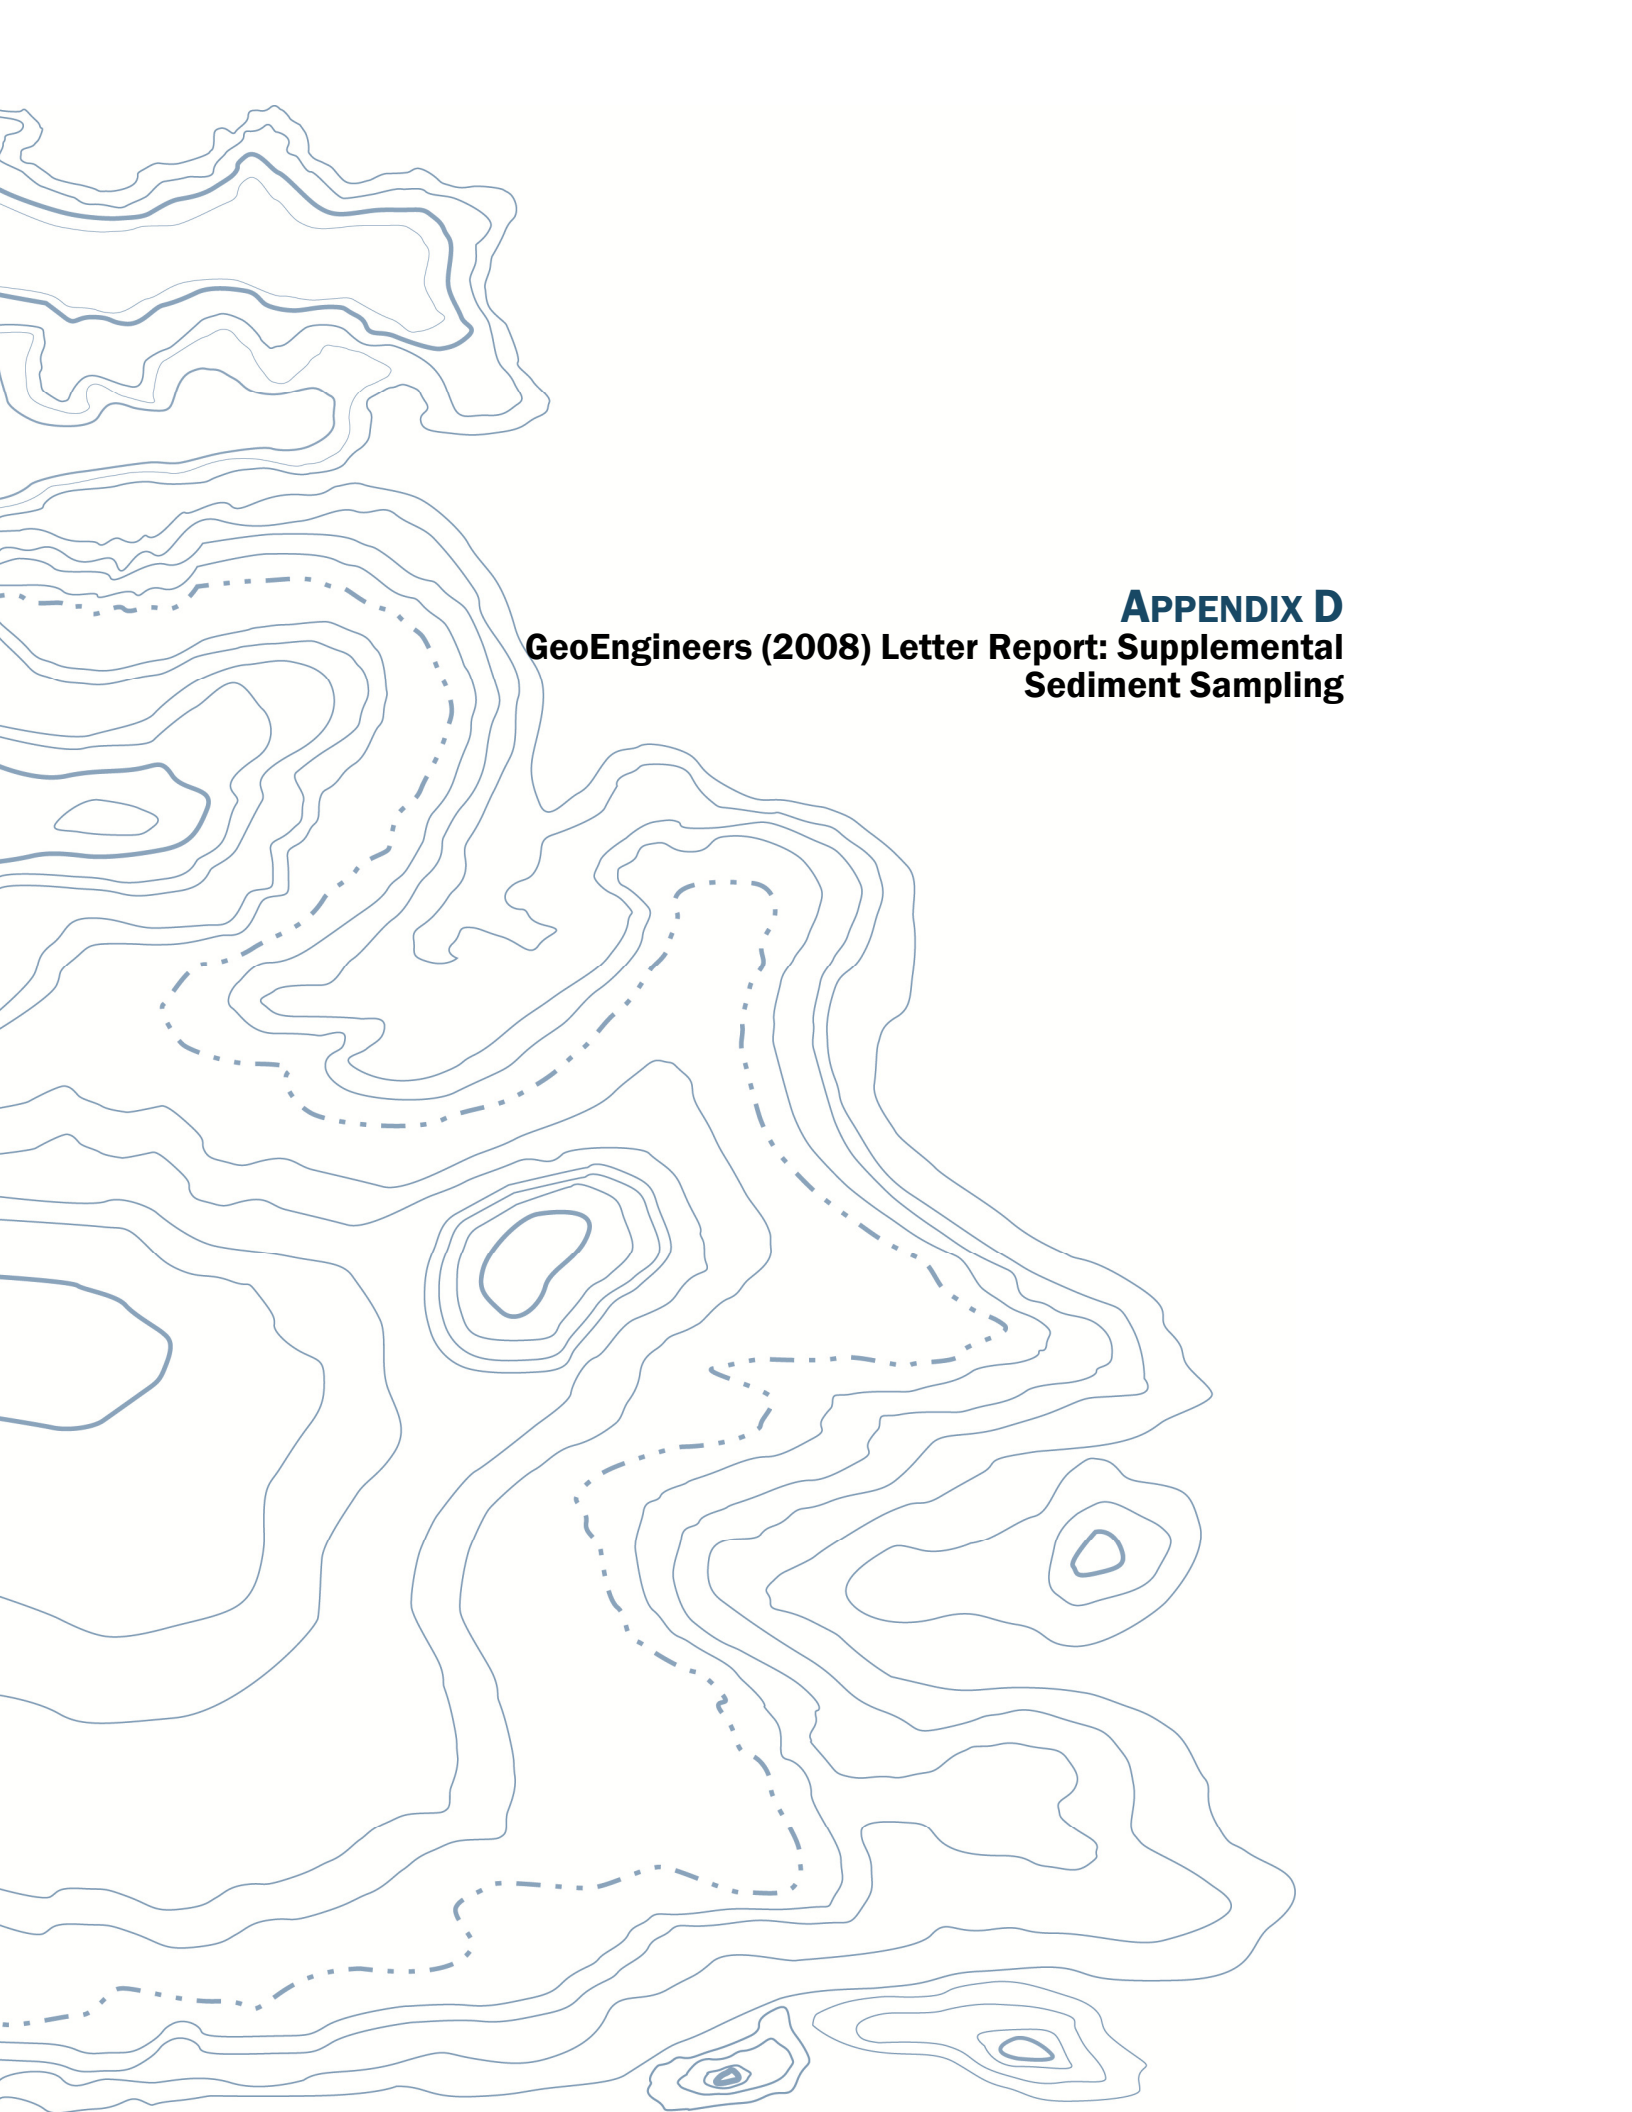 APPENDIX D
GeoEngineers (2008) Letter Report: Supplemental
Sediment Sampling